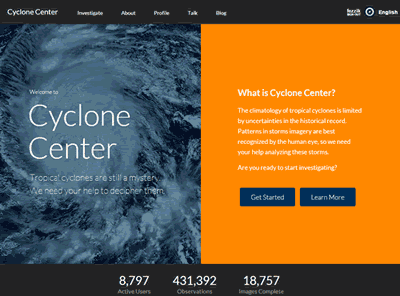 Cyclone Center
Investigate
About
Profile
Talk
Blog
English
Welcome to
Cyclone
Center
Tropical cyclones are still a mystery.
We need your help to decipher them.
What is Cyclone Center?
The climatology of tropical cyclones is limited
by uncertainties in the historical record.
Patterns in storms imagery are best
recognized by the human eye, so we need
your help analyzing these storms.
Are you ready to start investigating?
Get Started
Learn More
8,797
431,392
18,757
Active Users
Observations
Images Complete